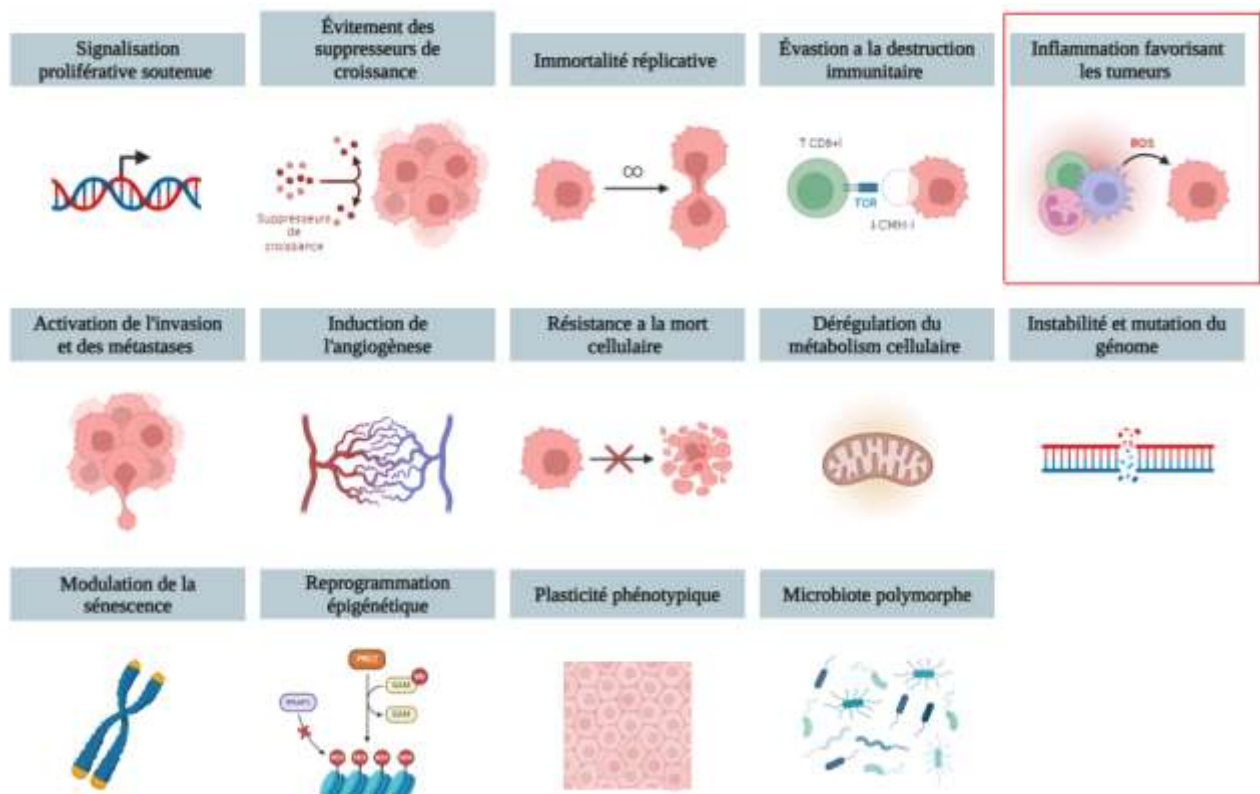 Signalisation
proliférative soutenue
Évitement des
suppresseurs de
croissance
Immortalité réplicative
Évastion a la destruction
immunitaire
Inflammation favorisant
les tumeurs
Suppresseurs
de
croissance
∞
↑ CD8+
TCR
↓CMH-I
ROS
Activation de l'invasion
et des métastases
Induction de
l'angiogènese
Résistance a la mort
cellulaire
Dérégulation du
métabolism cellulaire
Instabilité et mutation du
génome
Modulation de la
sénescence
Reprogrammation
épigénétique
Plasticité phénotypique
Microbiote polymorphe
SAM
SAM